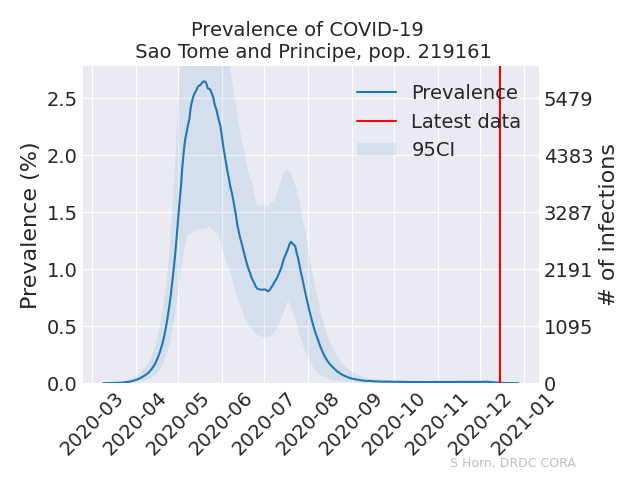 Prevalence of COVID-19
Sao Tome and Principe, pop. 219161
Prevalence (%)
2.5
2.0
1.5
1.0
0.5
0.0
Prevalence
Latest data
95CI
5479
4383
3287
2191
1095
0
# of infections
2020-03
2020-04
2020-05
2020-06
2020-07
2020-08
2020-09
2020-10
2020-11
2020-12
2021-01
S Horn, DRDC CORA